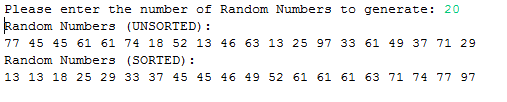 Please enter the number of Random Numbers to generate: 20
Random Numbers (UNSORTED):
77 45 45 61 61 74 18 52 13 46 63 13 25 97 33 61 49 37 71 29
Random Numbers (SORTED):
13 13 18 25 29 33 37 45 45 46 49 52 61 61 61 63 71 74 77 97